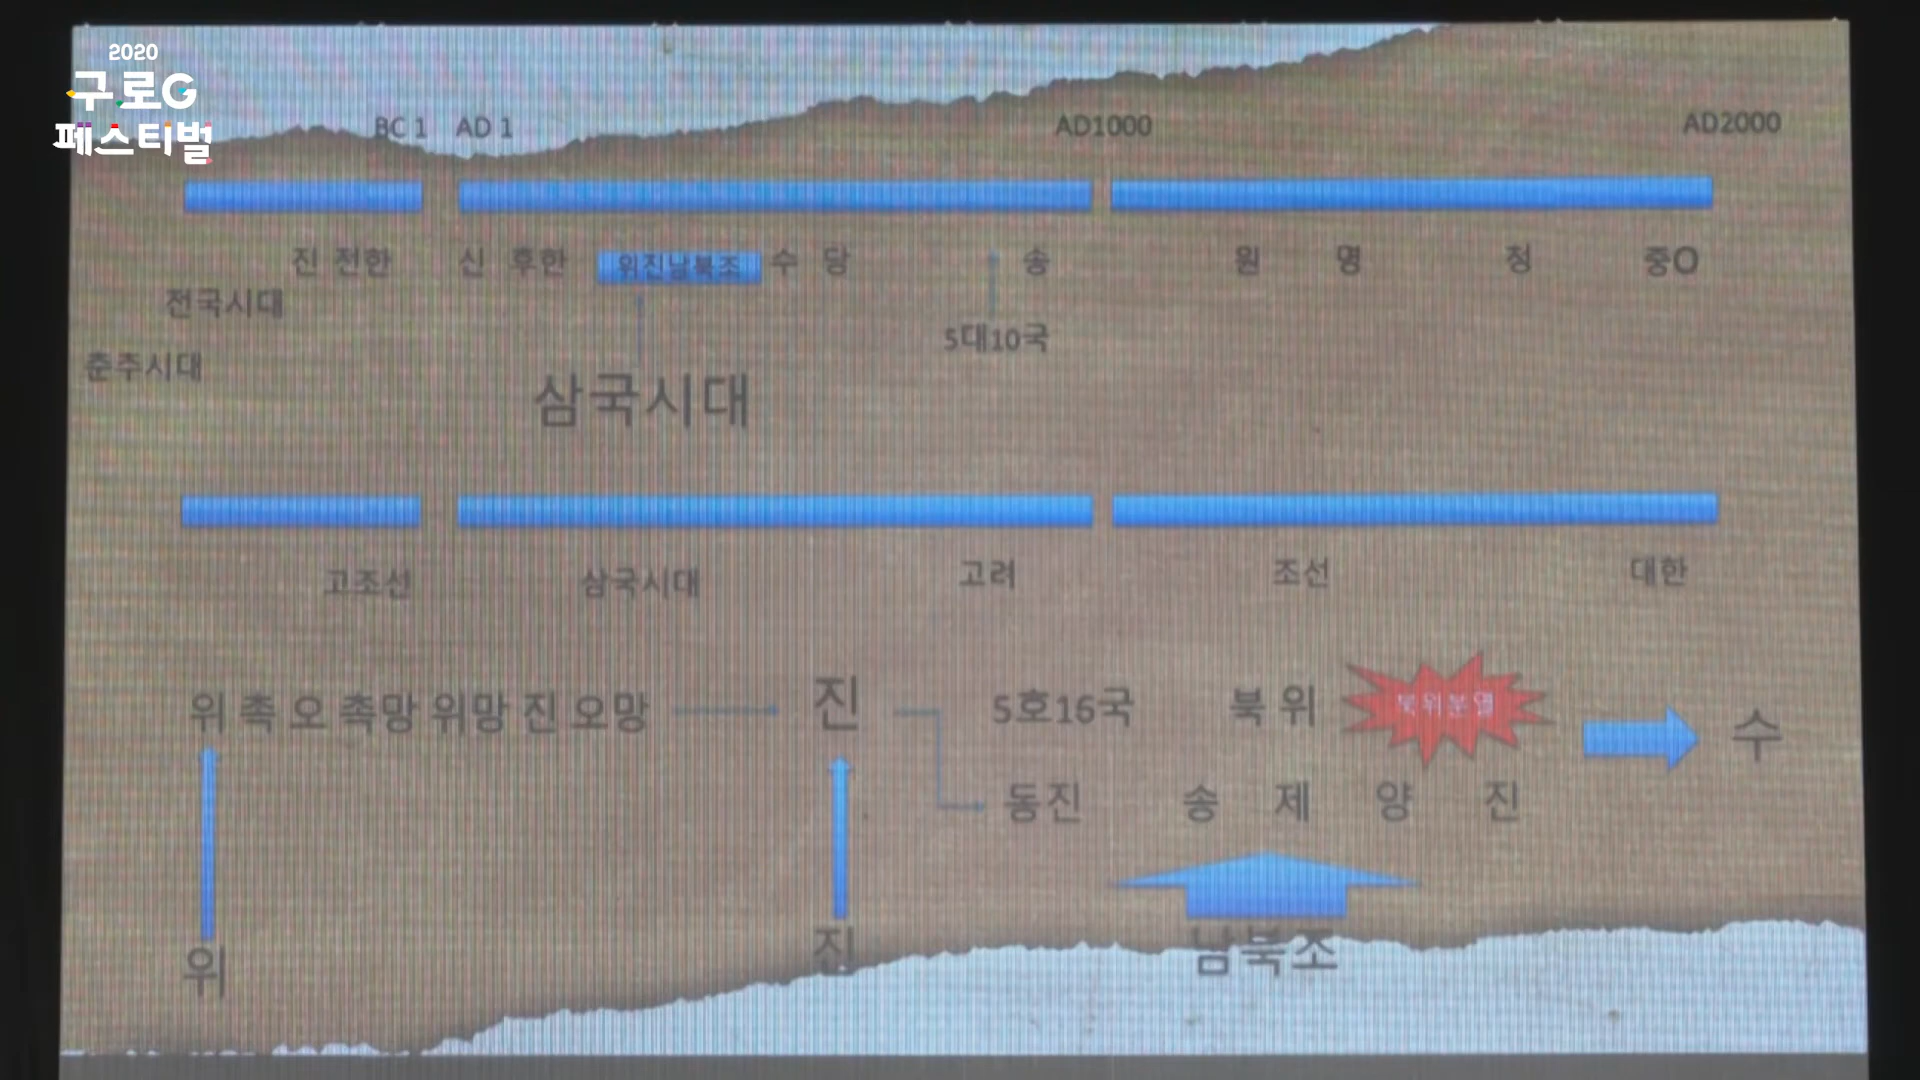 2020
구로G
페스티벌
BC 1 AD 1 AD1000 AD2000
진 전한 신 후한 위진남북조 수 당 송 원 명 청 중O
전국시대
5대10국
춘추시대
삼국시대
고조선 삼국시대 고려 조선 대한
위 촉 오 촉망 위망 진 오망 진 5호16국 북위 북위분열 수
동진 송 제 양 진
위 진 남북조